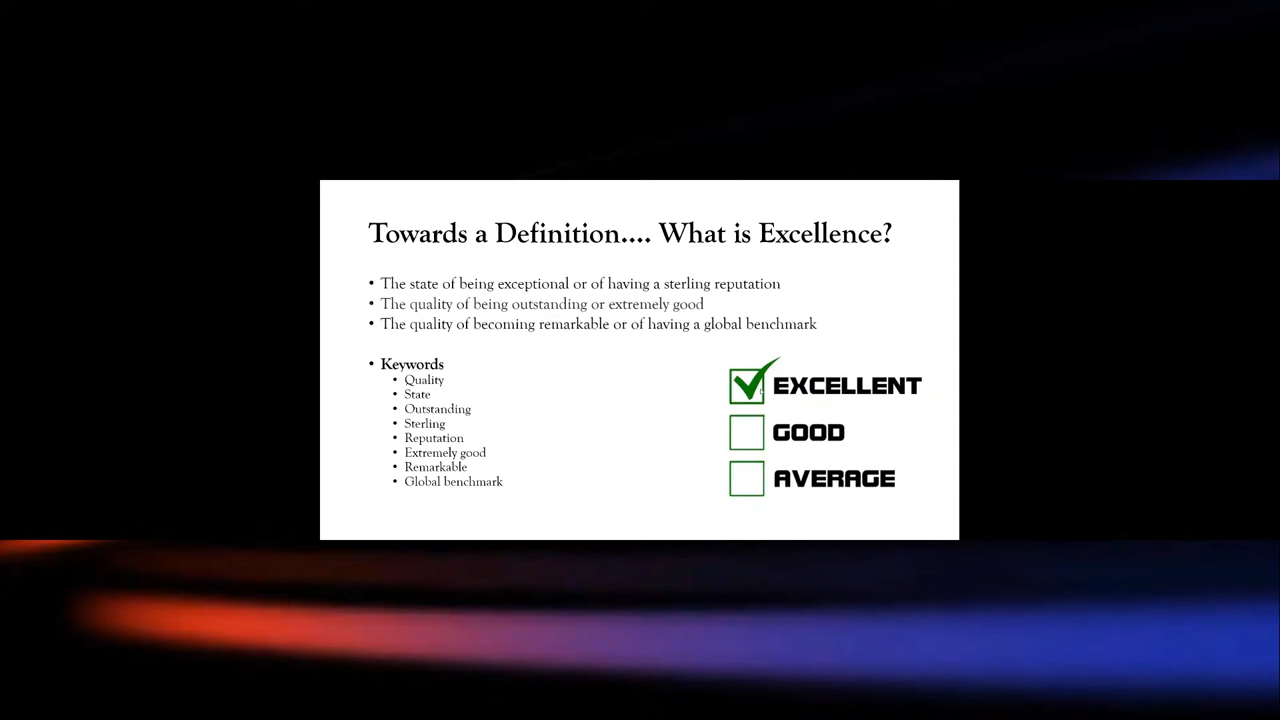 Towards a Definition.... What is Excellence?
• The state of being exceptional or of having a sterling reputation
• The quality of being outstanding or extremely good
• The quality of becoming remarkable or of having a global benchmark
• Keywords
• Quality
• State
• Outstanding
• Sterling
• Reputation
• Extremely good
• Remarkable
• Global benchmark
EXCELLENT
GOOD
AVERAGE